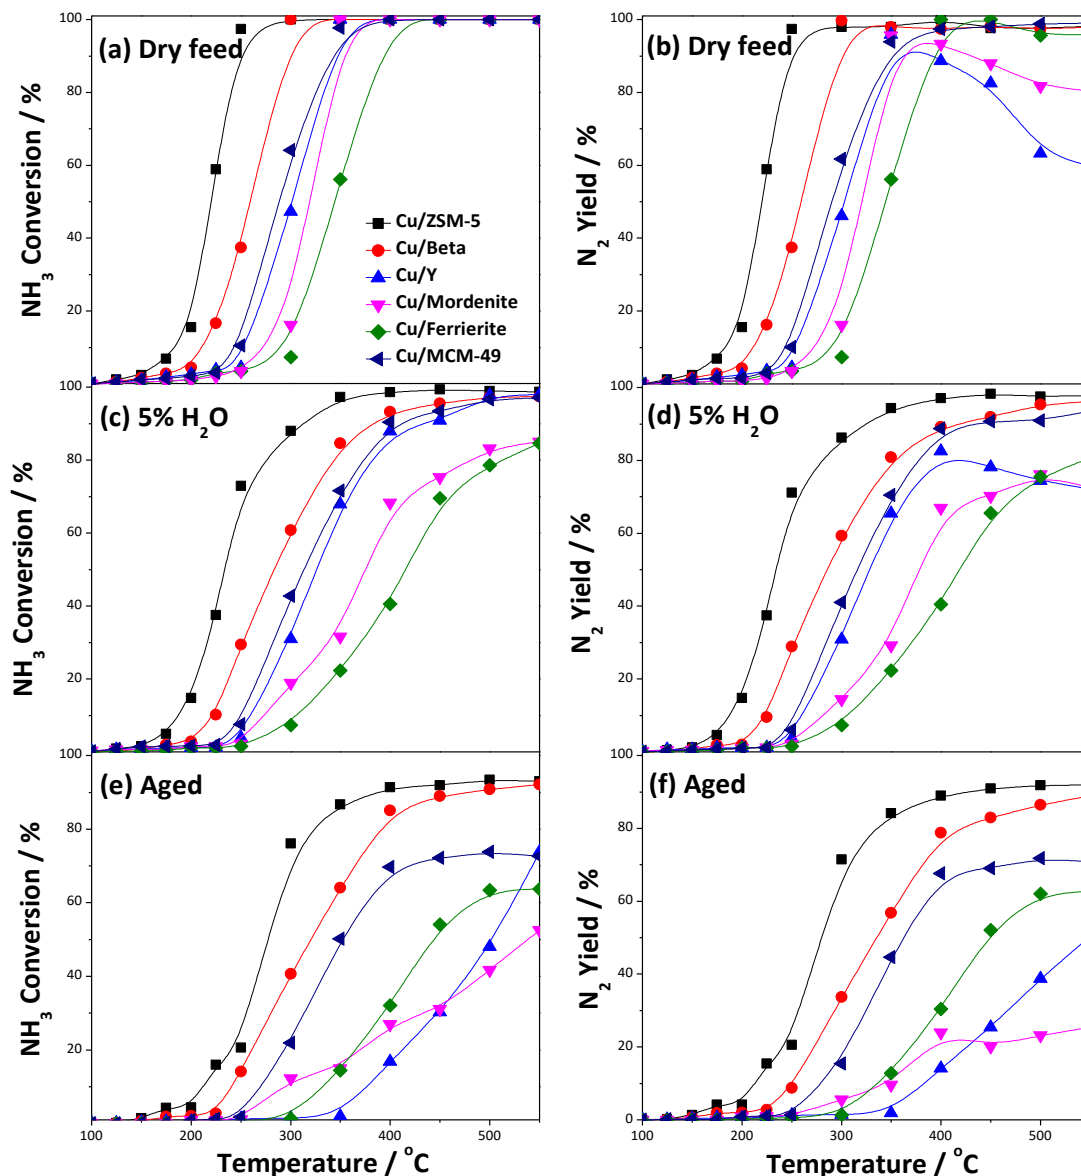 (a) Dry feed
NH3 Conversion / %
100
80
60
40
20
Cu/ZSM-5
Cu/Beta
Cu/Y
Cu/Mordenite
Cu/Ferrierite
Cu/MCM-49
(b) Dry feed
N2 Yield / %
100
80
60
40
20
(c) 5% H2O
NH3 Conversion / %
100
80
60
40
20
(d) 5% H2O
N2 Yield / %
100
80
60
40
20
(e) Aged
NH3 Conversion / %
100
80
60
40
20
100 200 300 400 500
Temperature / °C
(f) Aged
N2 Yield / %
100
80
60
40
20
0
100 200 300 400 500
Temperature / °C